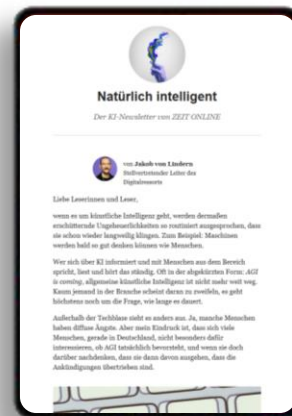 Natürlich intelligent
Der KI-Newsletter von ZEIT ONLINE
von Jakob von Lindern
Stellvertretender Leiter des
Digitalressorts
Liebe Leserinnen und Leser,
wenn es um künstliche Intelligenz geht, werden dermaßen
erschütternde Ungeheuerlichkeiten so routiniert ausgesprochen, dass
sie schon wieder langweilig klingen. Zum Beispiel: Maschinen
werden bald so gut denken können wie Menschen.
Wer sich über KI informiert und mit Menschen aus dem Bereich
spricht, liest und hört das ständig. Oft in der abgekürzten Form: AGI
is coming, allgemeine künstliche Intelligenz ist nicht mehr weit weg.
Kaum jemand in der Branche scheint daran zu zweifeln, es geht
höchstens noch um die Frage, wie lange es dauert.
Außerhalb der Techblase sieht es anders aus. Ja, manche Menschen
haben diffuse Ängste. Aber mein Eindruck ist, dass sich viele
Menschen, gerade in Deutschland, nicht besonders dafür
interessieren, ob AGI tatsächlich bevorsteht, und wenn sie doch
darüber nachdenken, dass sie dann davon ausgehen, dass die
Ankündigungen übertrieben sind.